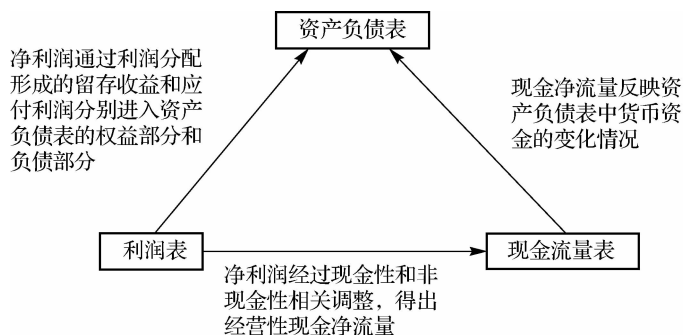 资产负债表
净利润通过利润分配
形成的留存收益和应
付利润分别进入资产
负债表的权益部分和
负债部分
现金净流量反映资
产负债表中货币资
金的变化情况
利润表
现金流量表
净利润经过现金性和非
现金性相关调整，得出
经营性现金净流量